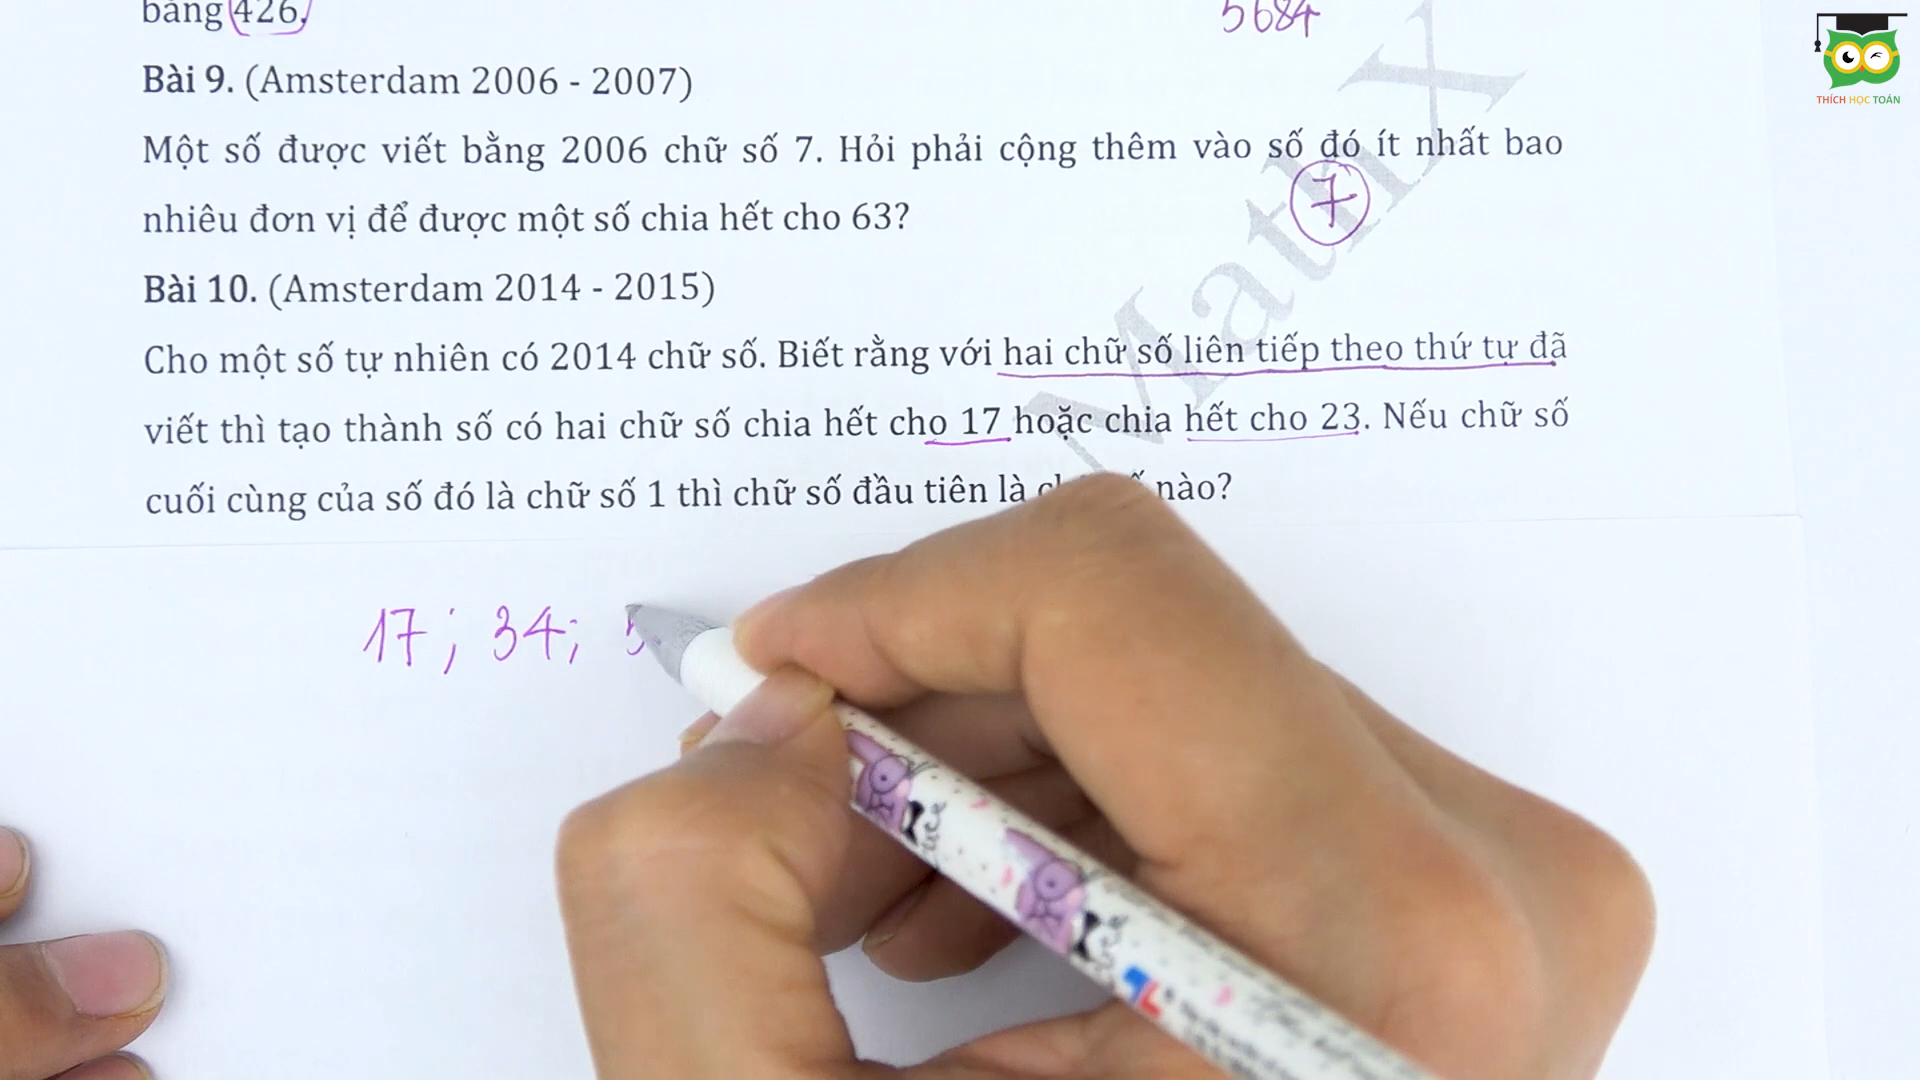 bằng 426.
5684
THÍCH HỌC TOÁN
Bài 9. (Amsterdam 2006 - 2007)
Một số được viết bằng 2006 chữ số 7. Hỏi phải cộng thêm vào số đó ít nhất bao
nhiêu đơn vị để được một số chia hết cho 63?
7
Bài 10. (Amsterdam 2014 - 2015)
Cho một số tự nhiên có 2014 chữ số. Biết rằng với hai chữ số liên tiếp theo thứ tự đã
viết thì tạo thành số có hai chữ số chia hết cho 17 hoặc chia hết cho 23. Nếu chữ số
cuối cùng của số đó là chữ số 1 thì chữ số đầu tiên là nào?
MathX
17; 34; 5